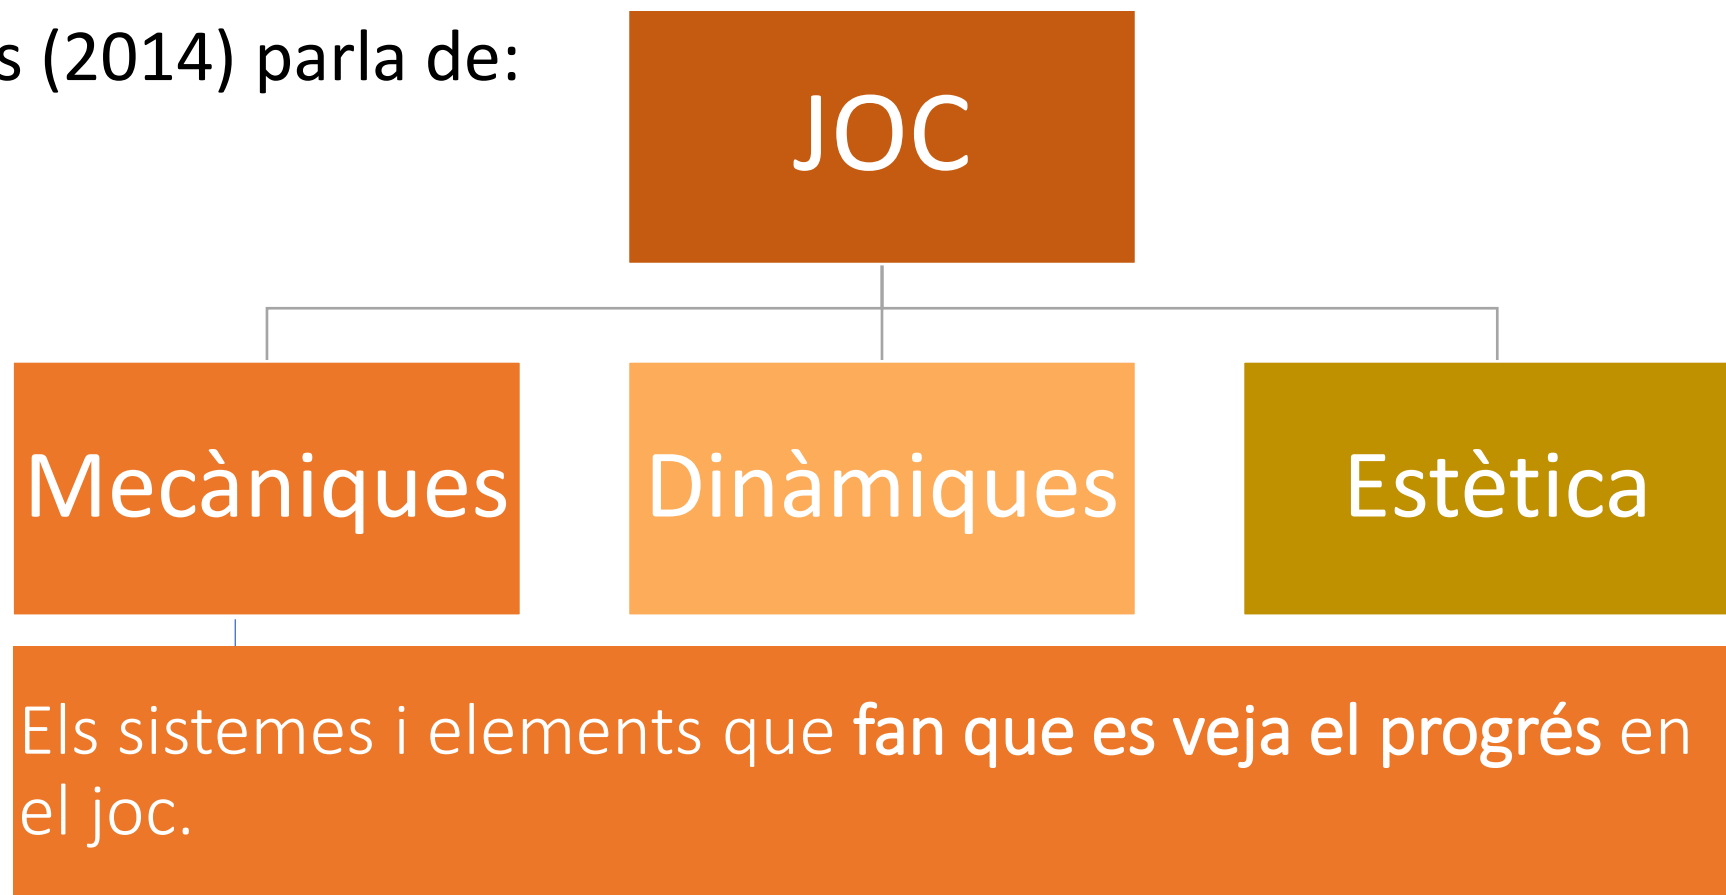 s (2014) parla de:
JOC
Mecàniques
Dinàmiques
Estètica
Els sistemes i elements que fan que es veja el progrés en
el joc.